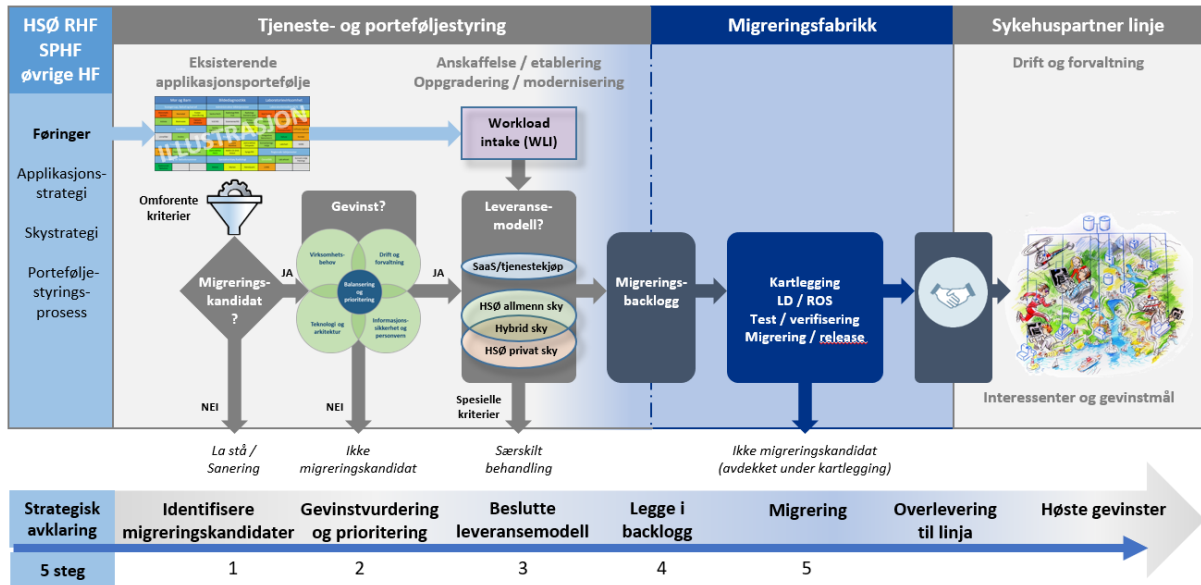 HSØ RHF
SPHF
øvrige HF
Tjeneste- og porteføljestyring
Migreringsfabrikk
Sykehuspartner linje
Eksisterende
applikasjonsportefølje
Anskaffelse / etablering
Oppgradering / modernisering
Drift og forvaltning
Føringer
Applikasjons-
strategi
Skystrategi
Portefølje-
styrings-
prosess
ILLUSTRASJON
Workload
intake (WLI)
Omforente
kriterier
Migrerings-
kandidat
?
JA
NEI
Gevinst?
Virksomhets-
behov
Drift og
forvaltning
Balansering
og
prioritering
Teknologi og
arkitektur
Informasjons-
sikkerhet og
personvern
JA
NEI
Leveranse-
modell?
SaaS/tjenestekjøp
HSØ allmenn sky
Hybrid sky
HSØ privat sky
Spesielle
kriterier
Migrerings-
backlogg
Kartlegging
LD / ROS
Test / verifisering
Migrering / release
Interessenter og gevinstmål
La stå /
Sanering
Ikke
migreringskandidat
Særskilt
behandling
Ikke migreringskandidat
(avdekket under kartlegging)
Strategisk
avklaring
Identifisere
migreringskandidater
Gevinstvurdering
og prioritering
Beslutte
leveransemodell
Legge i
backlogg
Migrering
Overlevering
til linja
Høste gevinster
5 steg
1
2
3
4
5